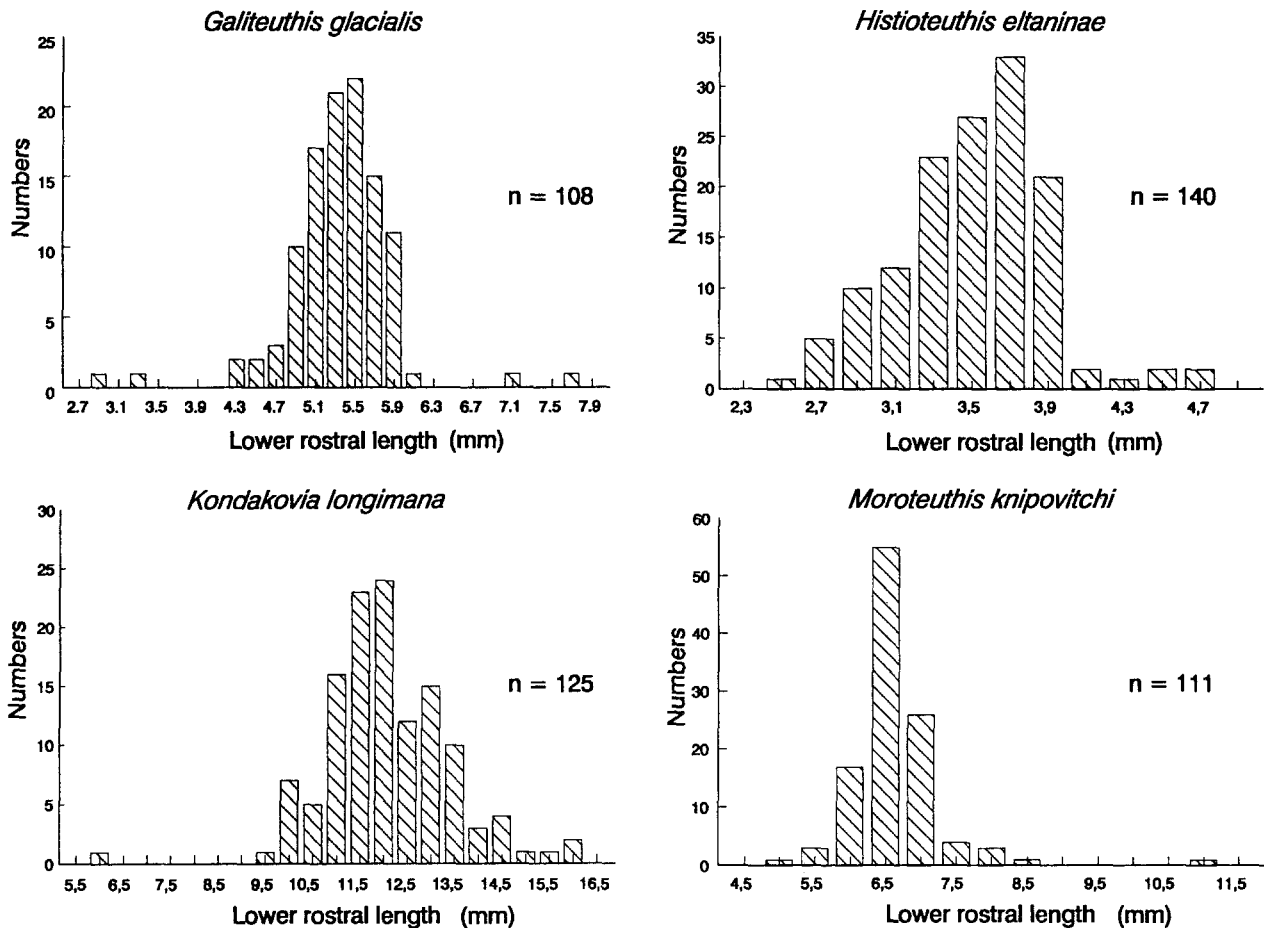 Galiteuthis glacialis
25
20
15
10
5
0
Numbers
n = 108
2.7 3.1 3.5 3.9 4.3 4.7 5.1 5.5 5.9 6.3 6.7 7.1 7.5 7.9
Lower rostral length (mm)
Histioteuthis eltaninae
35
30
25
20
15
10
5
0
Numbers
n = 140
2,3 2,7 3,1 3,5 3,9 4,3 4,7
Lower rostral length (mm)
Kondakovia longimana
30
25
20
15
10
5
0
Numbers
n = 125
5,5 6,5 7,5 8,5 9,5 10,5 11,5 12,5 13,5 14,5 15,5 16,5
Lower rostral length (mm)
Moroteuthis knipovitchi
60
50
40
30
20
10
0
Numbers
n = 111
4,5 5,5 6,5 7,5 8,5 9,5 10,5 11,5
Lower rostral length (mm)